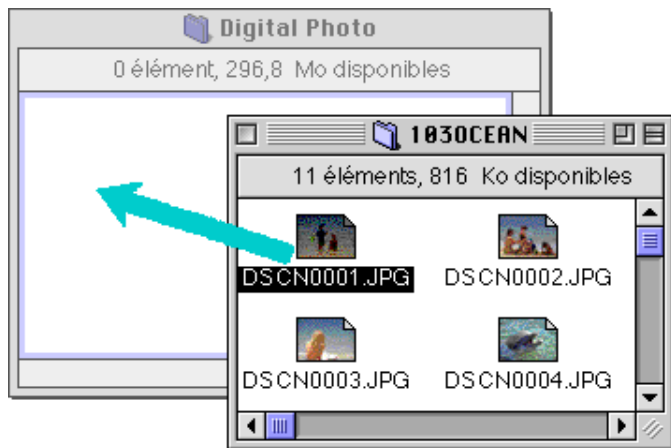 Digital Photo
0 élément, 296,8 Mo disponibles
103OCEAN
11 éléments, 816 Ko disponibles
DSCN0001.JPG
DSCN0002.JPG
DSCN0003.JPG
DSCN0004.JPG